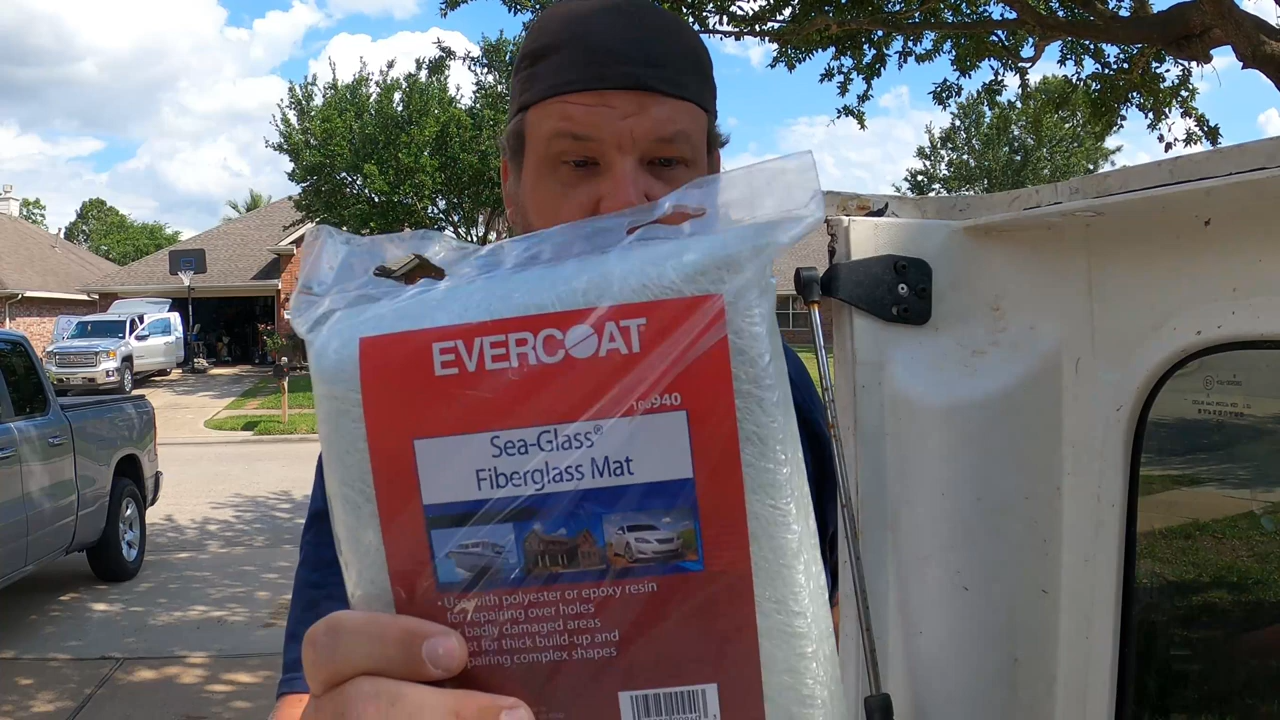 EVERCOAT
100940
Sea-Glass®
Fiberglass Mat
• Use with polyester or epoxy resin
for repairing over holes
badly damaged areas
for thick build-up and
complex shapes